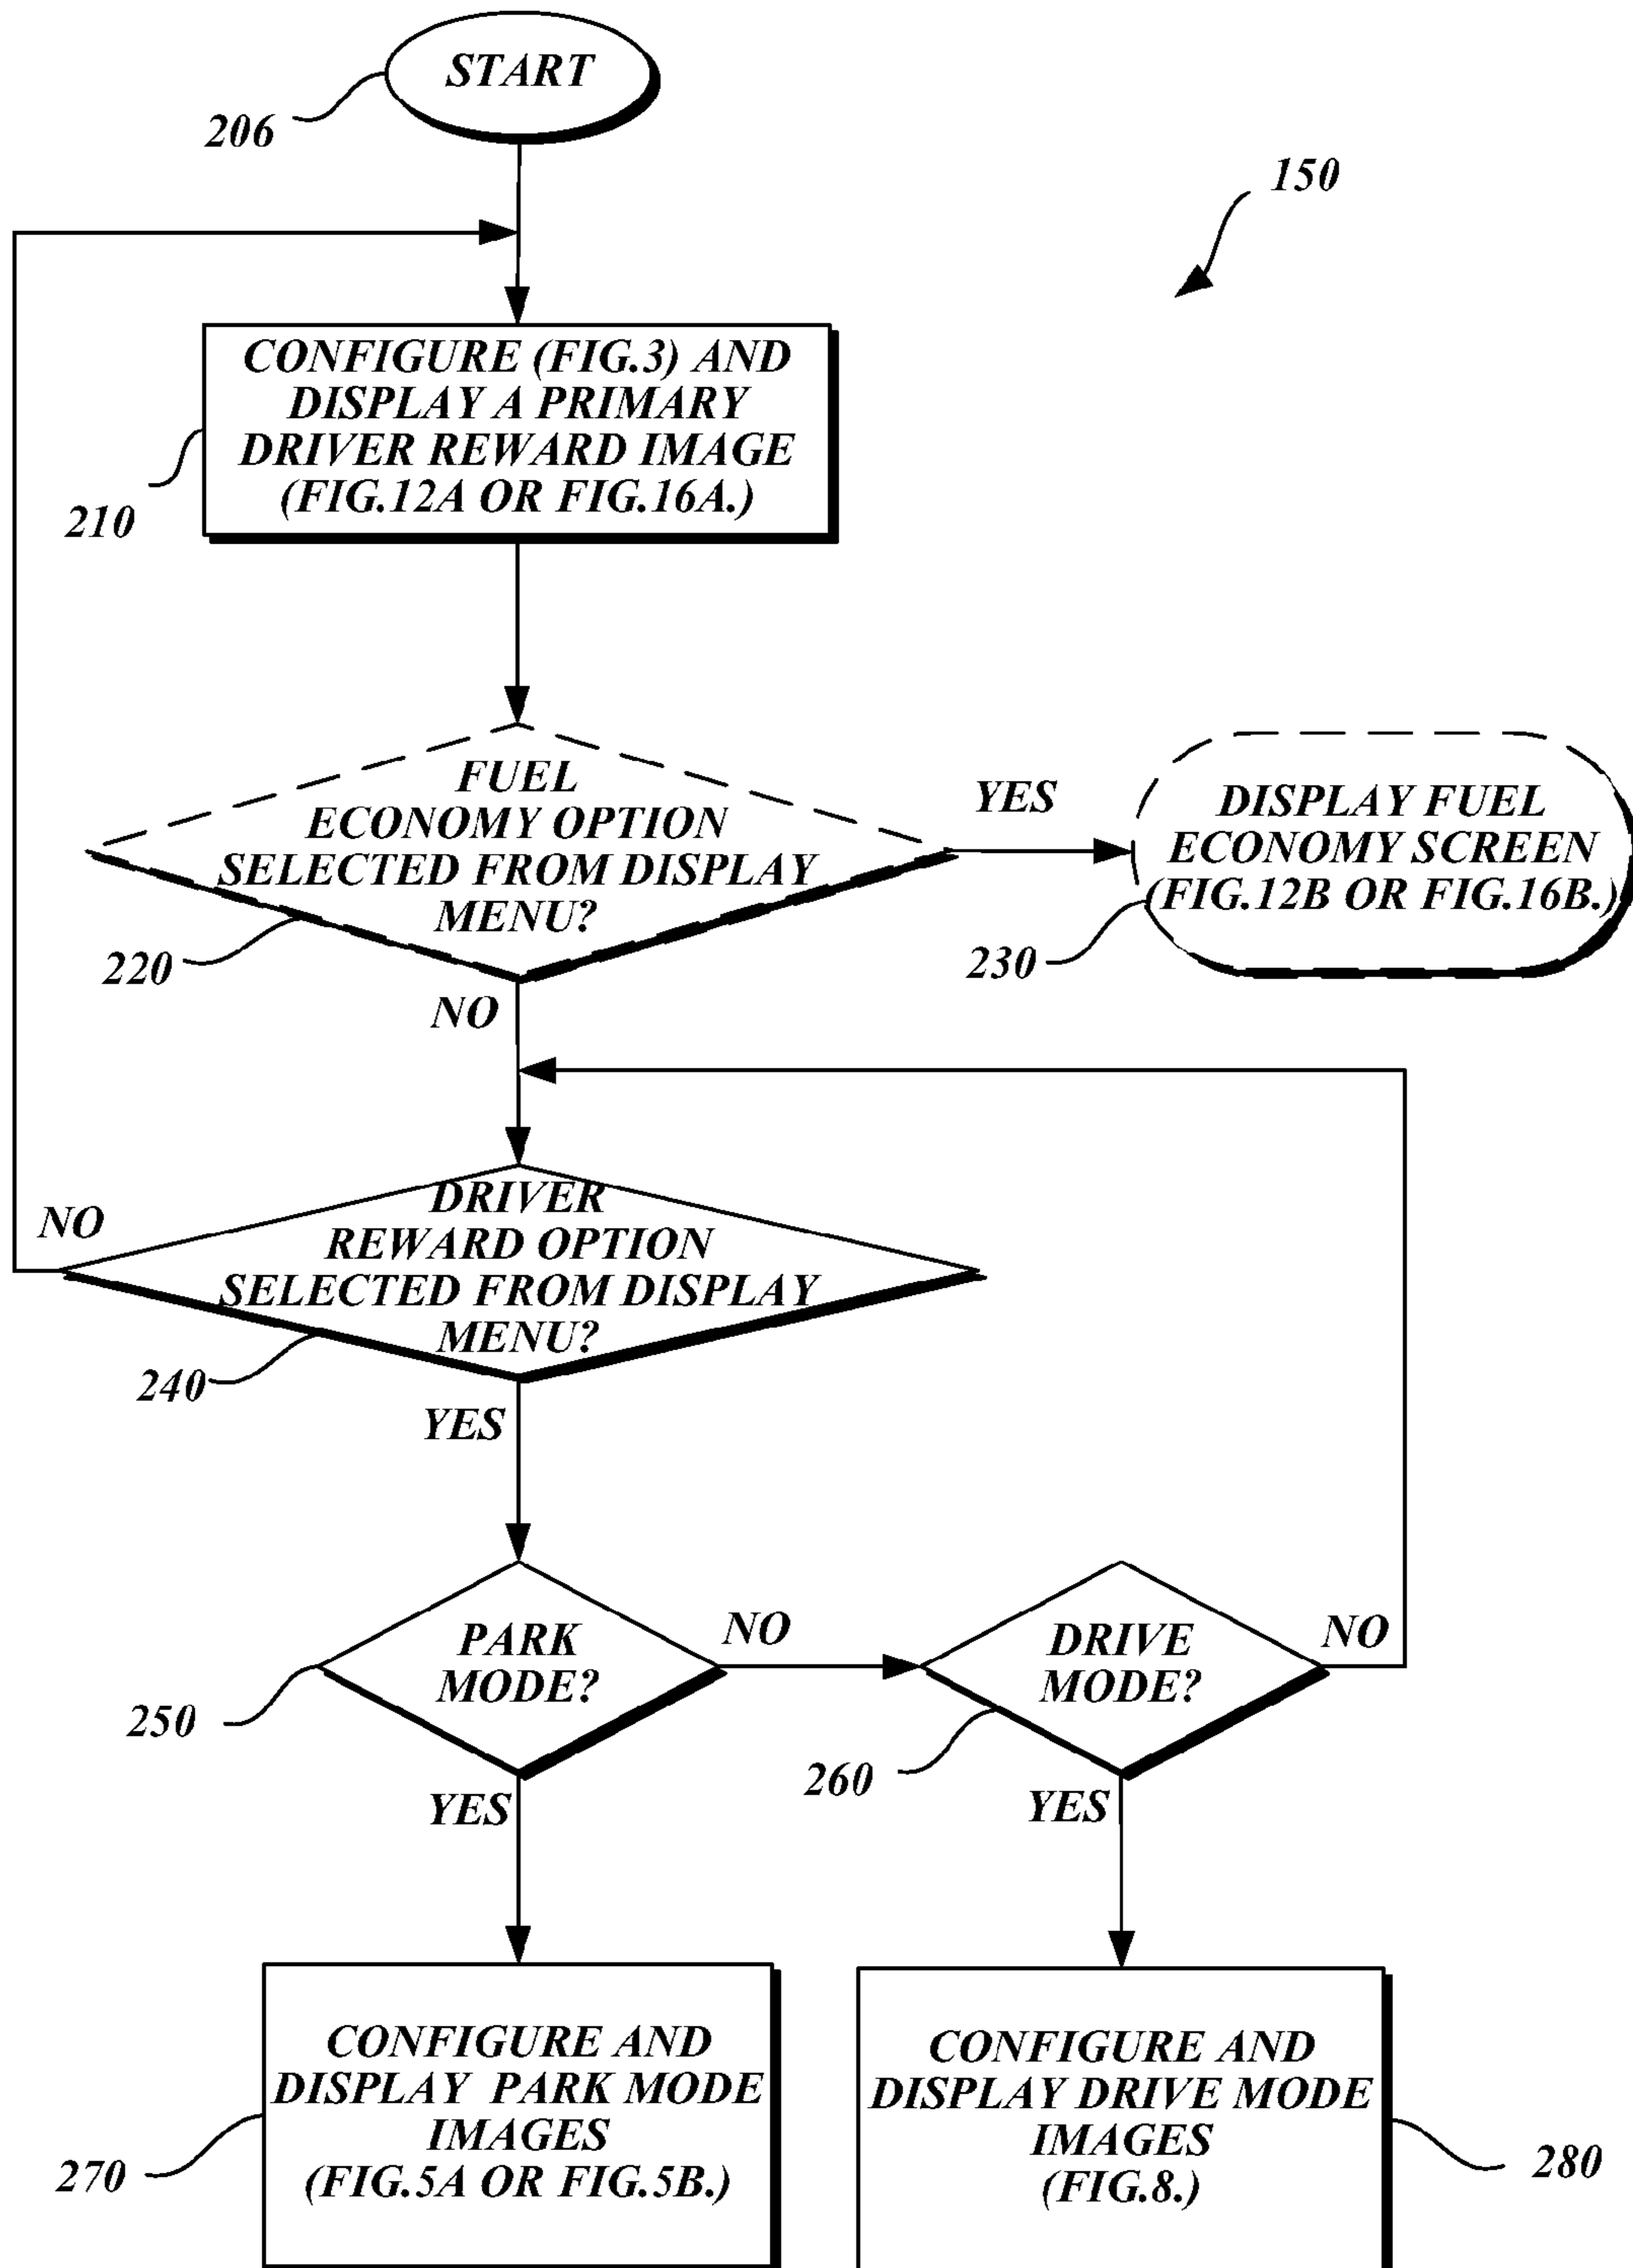 START
206
150
CONFIGURE (FIG.3) AND
DISPLAY A PRIMARY
DRIVER REWARD IMAGE
(FIG.12A OR FIG.16A.)
210
FUEL
ECONOMY OPTION
SELECTED FROM DISPLAY
MENU?
220
YES
DISPLAY FUEL
ECONOMY SCREEN
(FIG.12B OR FIG.16B.)
230
NO
DRIVER
REWARD OPTION
SELECTED FROM DISPLAY
MENU?
NO
240
YES
PARK
MODE?
250
NO
DRIVE
MODE?
NO
260
YES
YES
CONFIGURE AND
DISPLAY PARK MODE
IMAGES
(FIG.5A OR FIG.5B.)
270
CONFIGURE AND
DISPLAY DRIVE MODE
IMAGES
(FIG.8.)
280